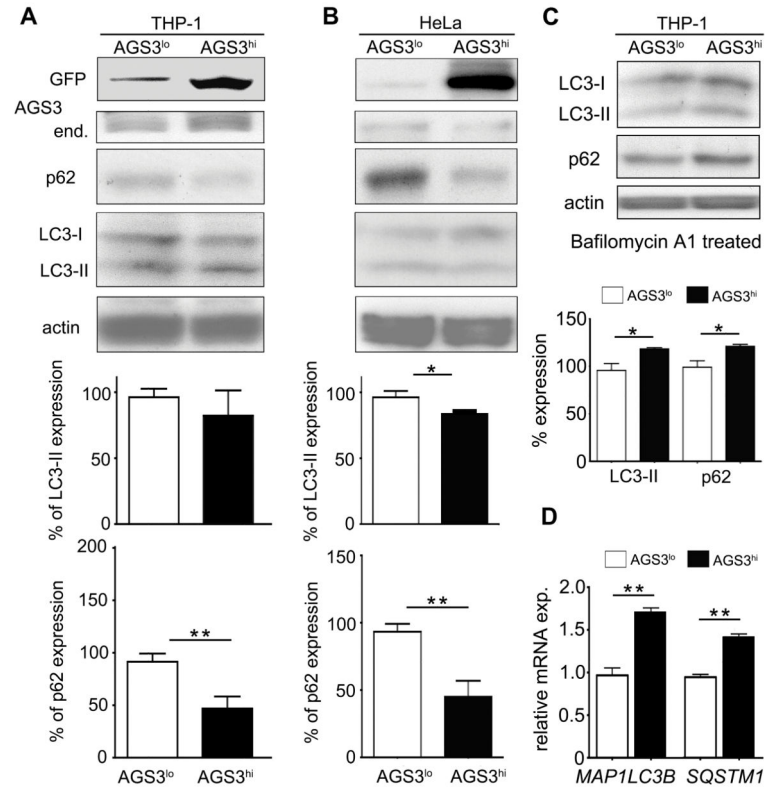 A
THP-1
AGS3lo AGS3hi
GFP
AGS3
end.
p62
LC3-I
LC3-II
actin
% of LC3-II expression
100
50
0
% of p62 expression
200
150
100
50
0
AGS3lo AGS3hi
**
B
HeLa
AGS3lo AGS3hi
% of LC3-II expression
100
50
0
*
% of p62 expression
150
100
50
0
**
AGS3lo AGS3hi
C
THP-1
AGS3lo AGS3hi
LC3-I
LC3-II
p62
actin
Bafilomycin A1 treated
AGS3lo AGS3hi
% expression
150
100
50
0
* *
LC3-II p62
D
AGS3lo AGS3hi
relative mRNA exp.
2.0
1.5
1.0
0.5
0
** **
MAP1LC3B SQSTM1